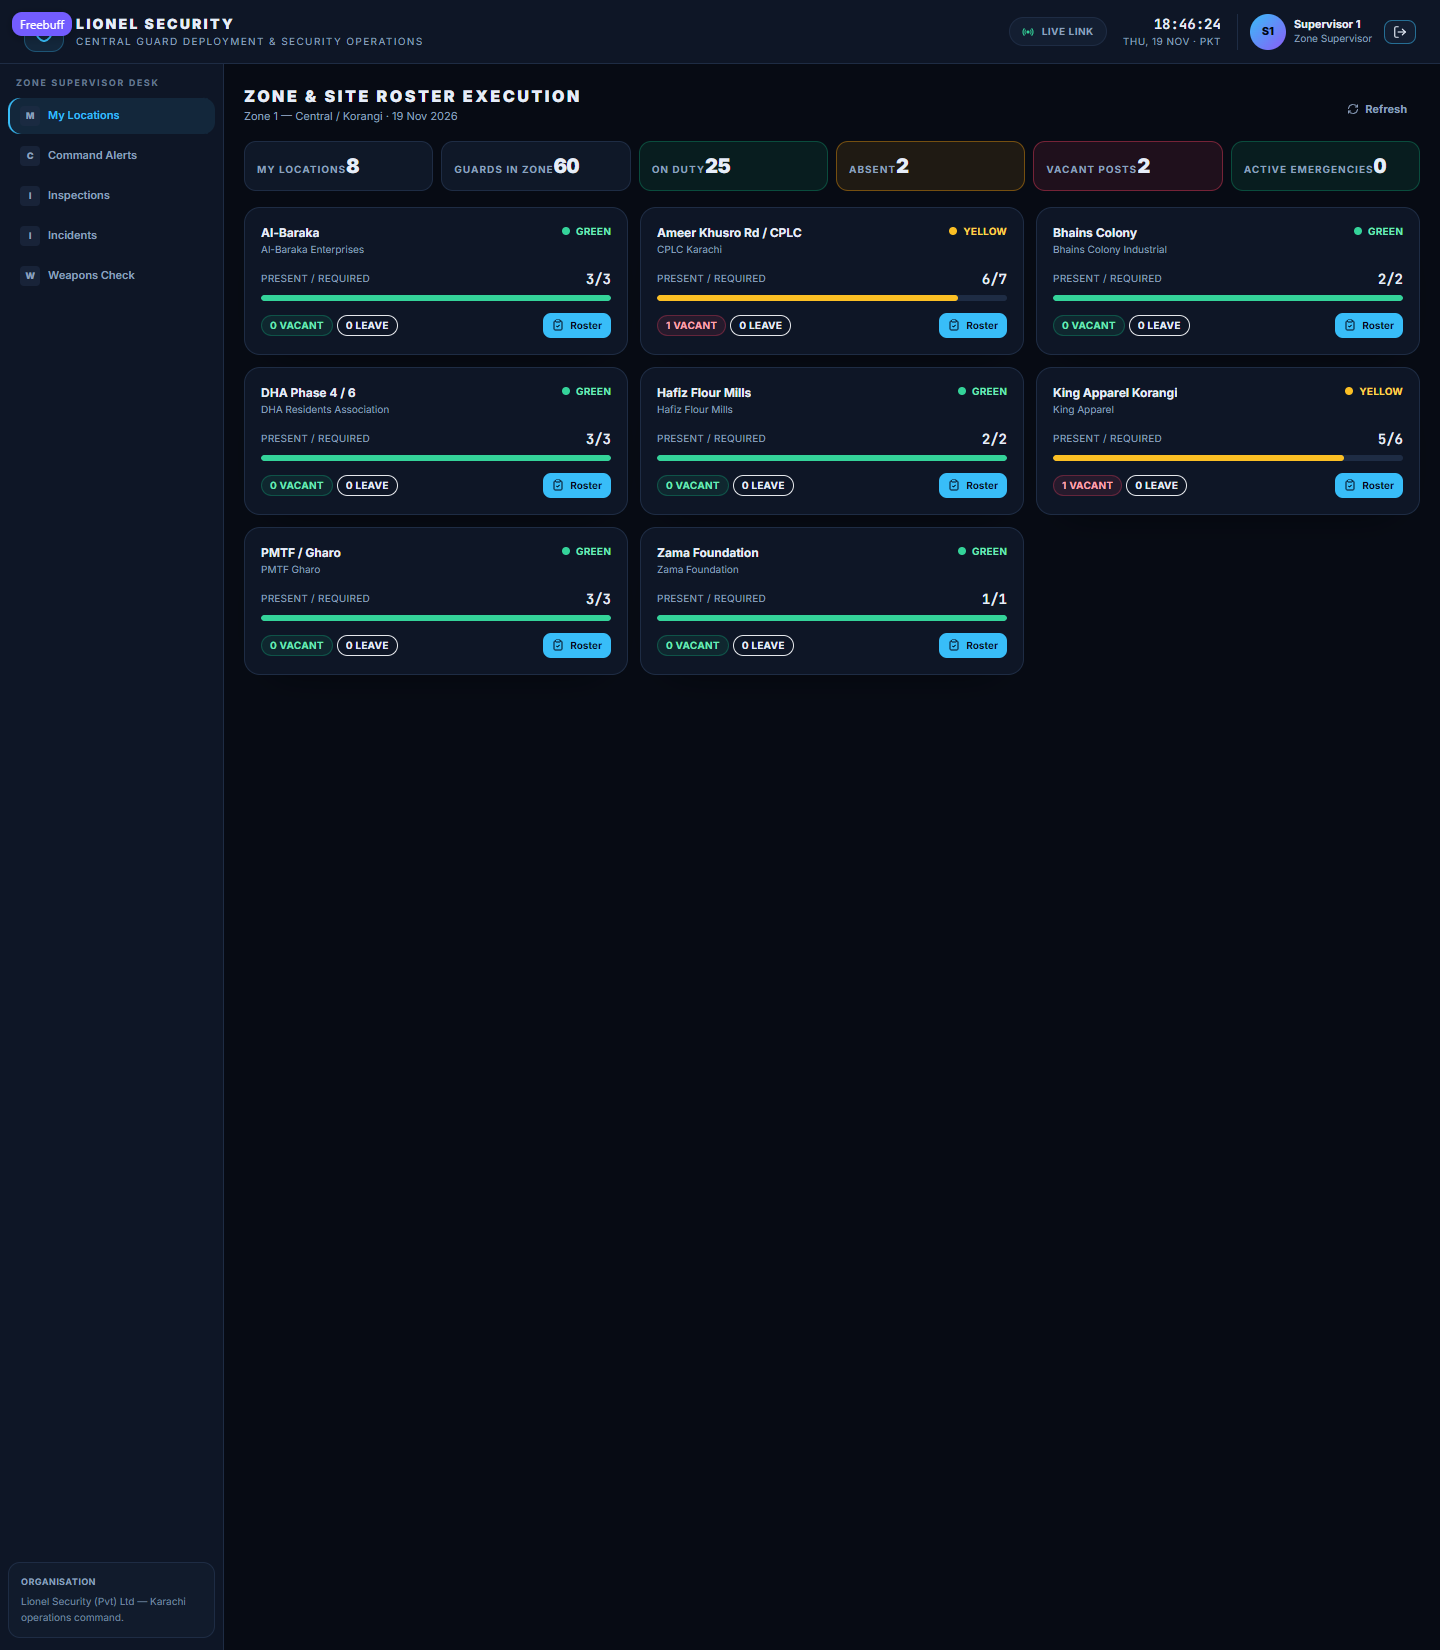 Freebuff
LIONEL SECURITY
CENTRAL GUARD DEPLOYMENT & SECURITY OPERATIONS
LIVE LINK
18:46:24
THU, 19 NOV · PKT
S1
Supervisor 1
Zone Supervisor
ZONE SUPERVISOR DESK
M My Locations
C Command Alerts
I Inspections
I Incidents
W Weapons Check
ZONE & SITE ROSTER EXECUTION
Zone 1 — Central / Korangi · 19 Nov 2026
Refresh
MY LOCATIONS 8
GUARDS IN ZONE 60
ON DUTY 25
ABSENT 2
VACANT POSTS 2
ACTIVE EMERGENCIES 0
Al-Baraka GREEN
Al-Baraka Enterprises
PRESENT / REQUIRED 3/3
0 VACANT 0 LEAVE Roster
Ameer Khusro Rd / CPLC YELLOW
CPLC Karachi
PRESENT / REQUIRED 6/7
1 VACANT 0 LEAVE Roster
Bhains Colony GREEN
Bhains Colony Industrial
PRESENT / REQUIRED 2/2
0 VACANT 0 LEAVE Roster
DHA Phase 4 / 6 GREEN
DHA Residents Association
PRESENT / REQUIRED 3/3
0 VACANT 0 LEAVE Roster
Hafiz Flour Mills GREEN
Hafiz Flour Mills
PRESENT / REQUIRED 2/2
0 VACANT 0 LEAVE Roster
King Apparel Korangi YELLOW
King Apparel
PRESENT / REQUIRED 5/6
1 VACANT 0 LEAVE Roster
PMTF / Gharo GREEN
PMTF Gharo
PRESENT / REQUIRED 3/3
0 VACANT 0 LEAVE Roster
Zama Foundation GREEN
Zama Foundation
PRESENT / REQUIRED 1/1
0 VACANT 0 LEAVE Roster
ORGANISATION
Lionel Security (Pvt) Ltd — Karachi
operations command.